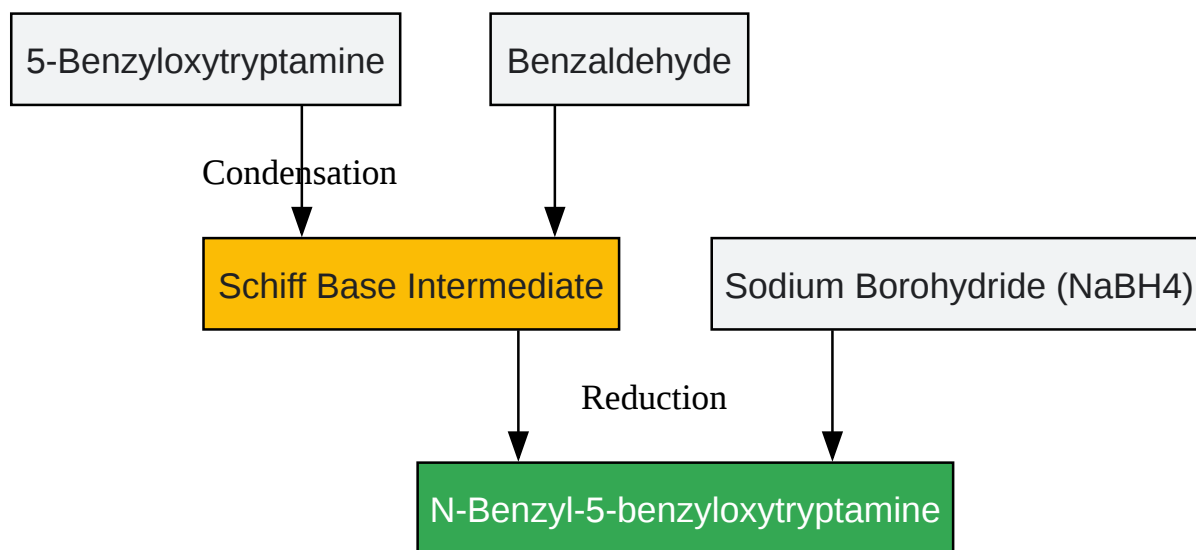 5-Benzyloxytryptamine
Benzaldehyde
Condensation
Schiff Base Intermediate
Sodium Borohydride (NaBH4)
Reduction
N-Benzyl-5-benzyloxytryptamine